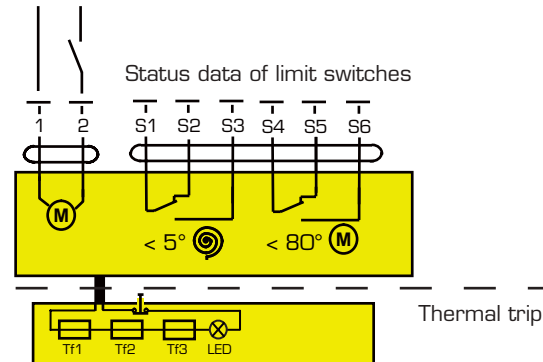 Status data of limit switches
1 2 S1 S2 S3 S4 S5 S6
M
< 5° < 80° M
Thermal trip
Tf1 Tf2 Tf3 LED